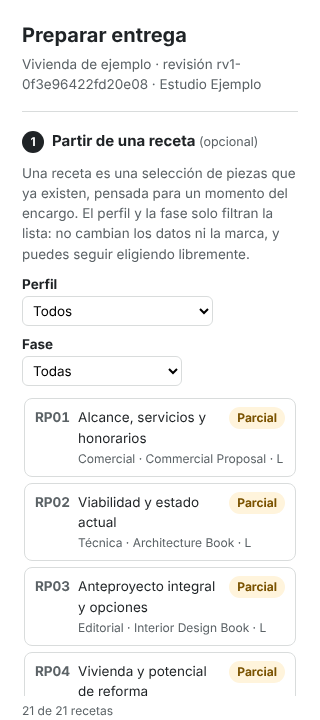 Preparar entrega
Vivienda de ejemplo · revisión rv1-
0f3e96422fd20e08 · Estudio Ejemplo
1 Partir de una receta (opcional)
Una receta es una selección de piezas que
ya existen, pensada para un momento del
encargo. El perfil y la fase solo filtran la
lista: no cambian los datos ni la marca, y
puedes seguir eligiendo libremente.
Perfil
Todos
Fase
Todas
RP01 Alcance, servicios y Parcial
honorarios
Comercial · Commercial Proposal · L
RP02 Viabilidad y estado Parcial
actual
Técnica · Architecture Book · L
RP03 Anteproyecto integral Parcial
y opciones
Editorial · Interior Design Book · L
RP04 Vivienda y potencial Parcial
de reforma
21 de 21 recetas